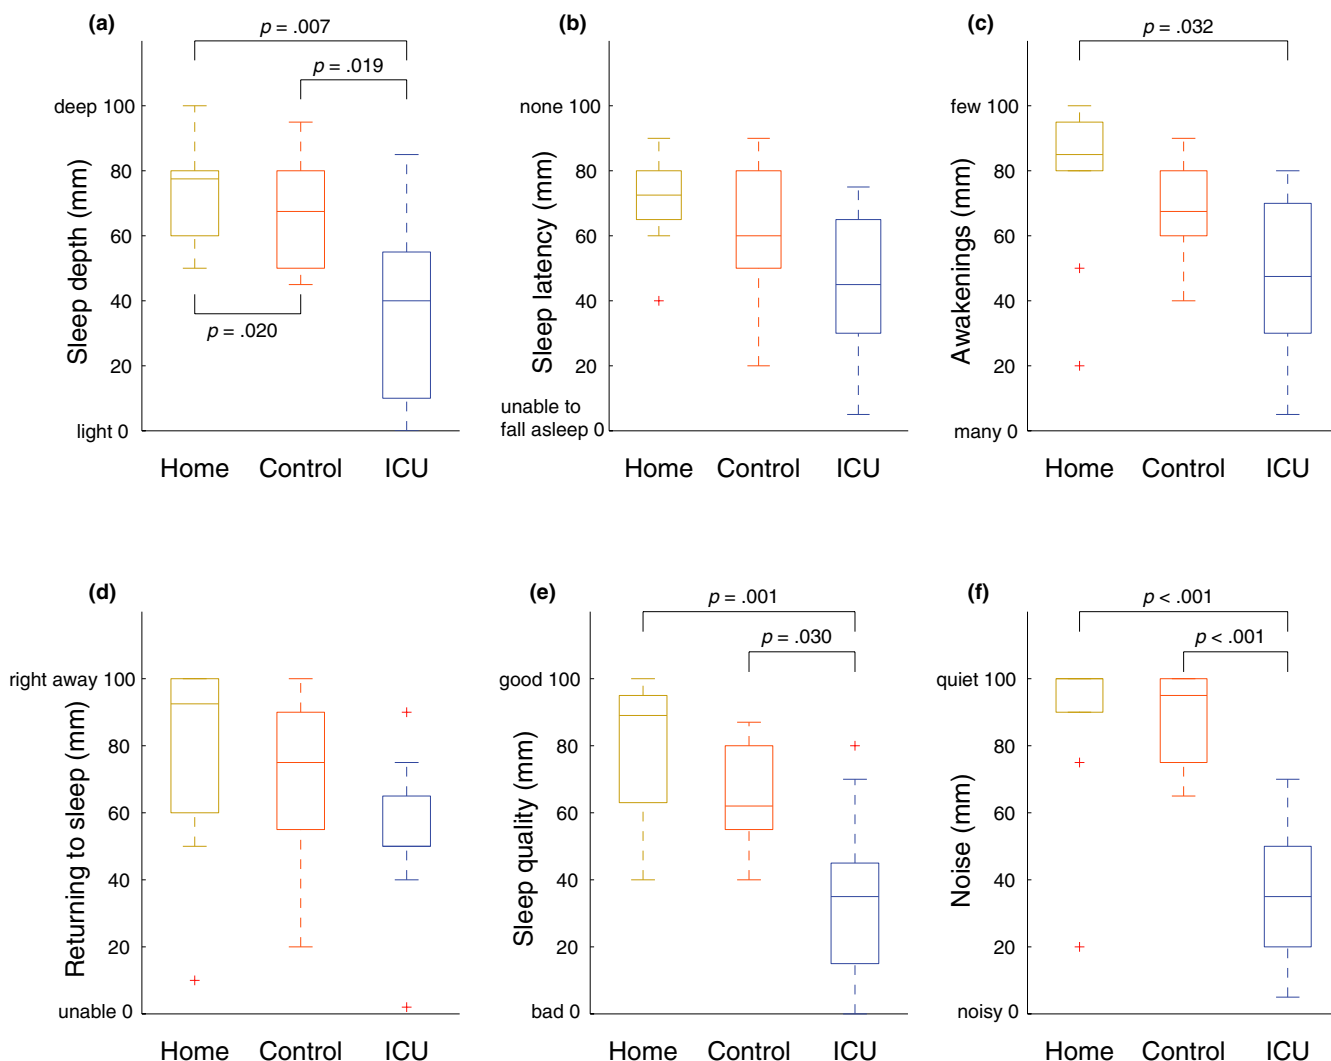 (a)
p = .007
p = .019
deep 100
80
60
40
20
light 0
Sleep depth (mm)
p = .020
Home Control ICU
(b)
none 100
80
60
40
20
unable to
fall asleep 0
Sleep latency (mm)
Home Control ICU
(c)
p = .032
few 100
80
60
40
20
many 0
Awakenings (mm)
Home Control ICU
(d)
right away 100
80
60
40
20
unable 0
Returning to sleep (mm)
Home Control ICU
(e)
p = .001
p = .030
good 100
80
60
40
20
bad 0
Sleep quality (mm)
Home Control ICU
(f)
p < .001
p < .001
quiet 100
80
60
40
20
noisy 0
Noise (mm)
Home Control ICU